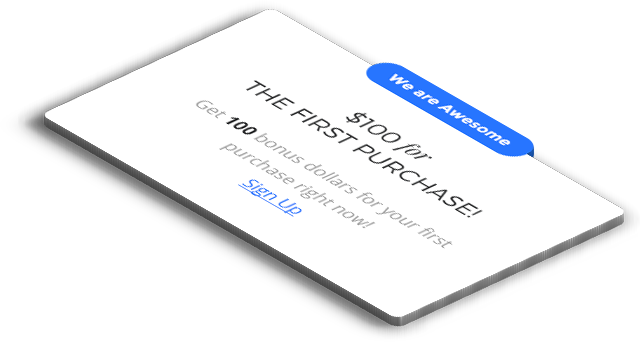 We are Awesome
$100 for
THE FIRST PURCHASE!
Get 100 bonus dollars for your first
purchase right now!
Sign Up